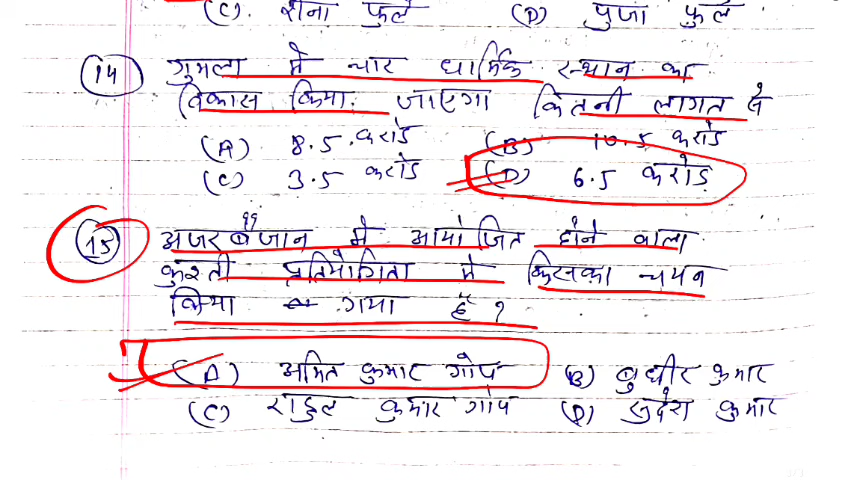 (C) रीना फुले (D) पुजा फुले
(14) गुमला मे चार धार्मिक स्थान का
विकास किया जाएगा कितनी लागत से
(A) 8.5 करोड़ (B) 10.5 करोड़
(C) 3.5 करोड़ (D) 6.5 करोड़
(15) अजरबैजान मे आयोजित होने वाला
कुश्ती प्रतियोगिता मे किसका चयन
किया गया है ?
(A) अमित कुमार गोप (B) सुधीर कुमार
(C) राहुल कुमार गोप (D) सुदेश कुमार